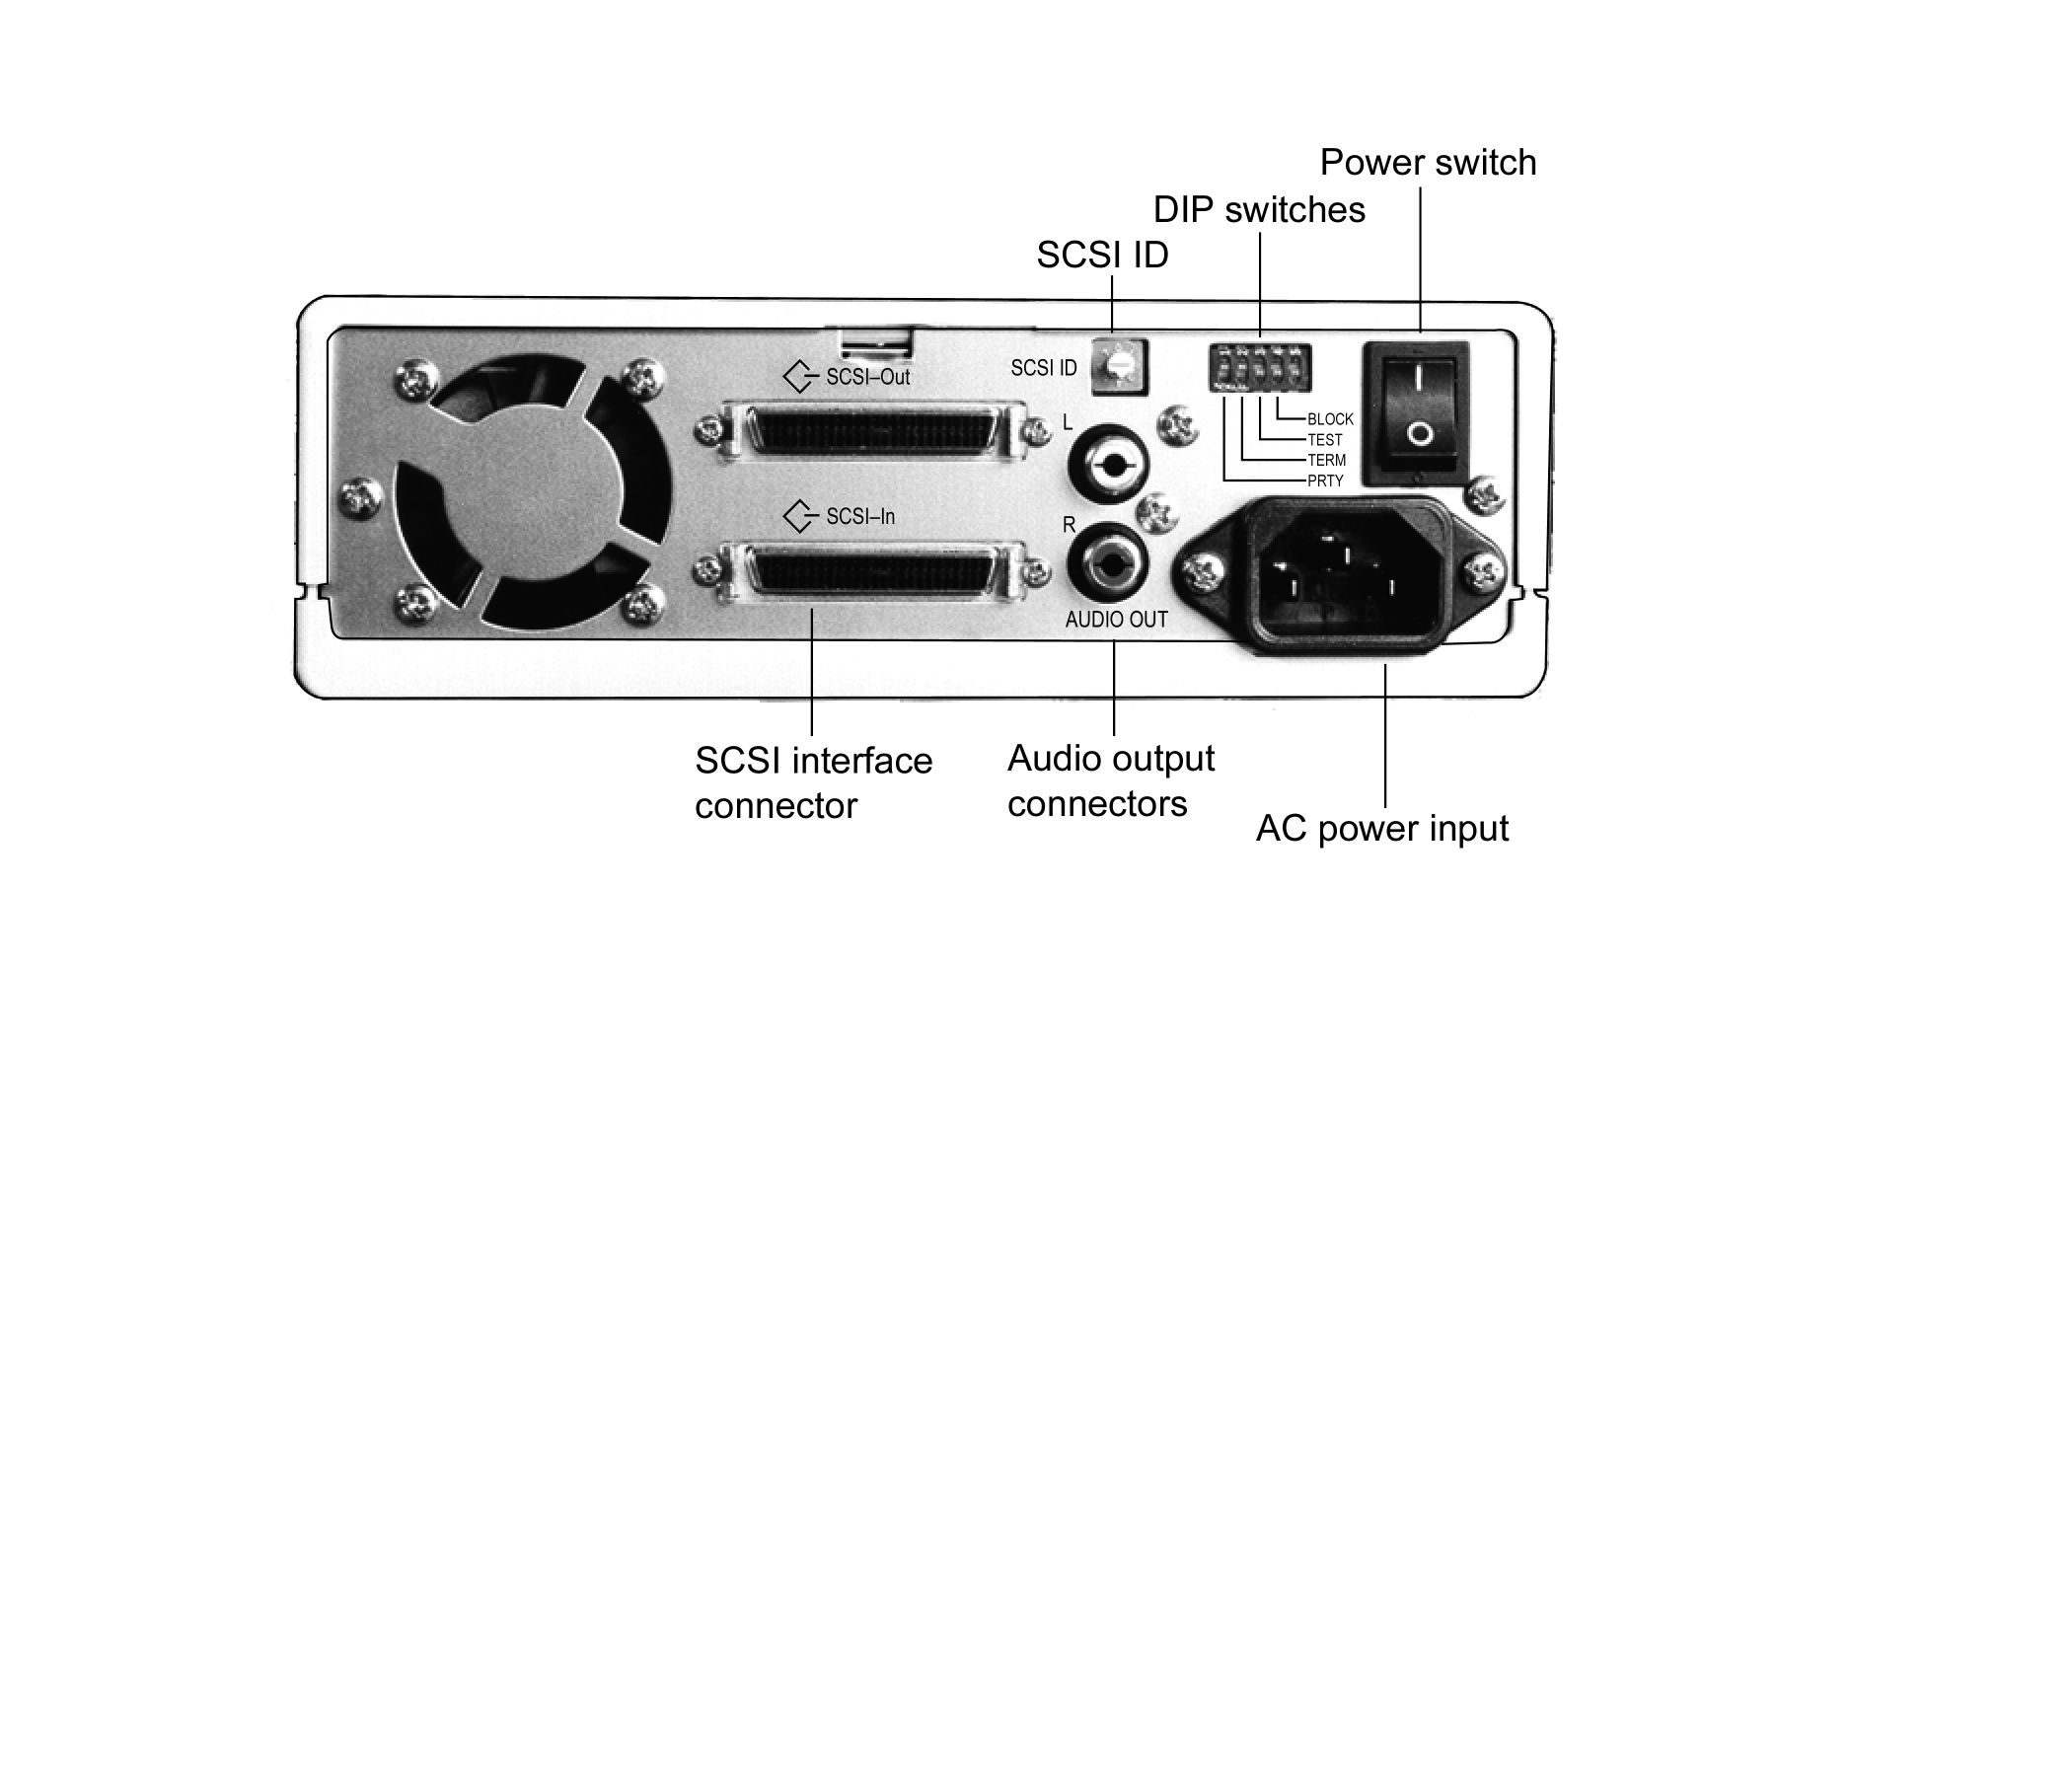 Power switch
DIP switches
SCSI ID
SCSI–Out
SCSI ID
L
BLOCK
TEST
TERM
PRTY
SCSI–In
R
AUDIO OUT
SCSI interface
connector
Audio output
connectors
AC power input